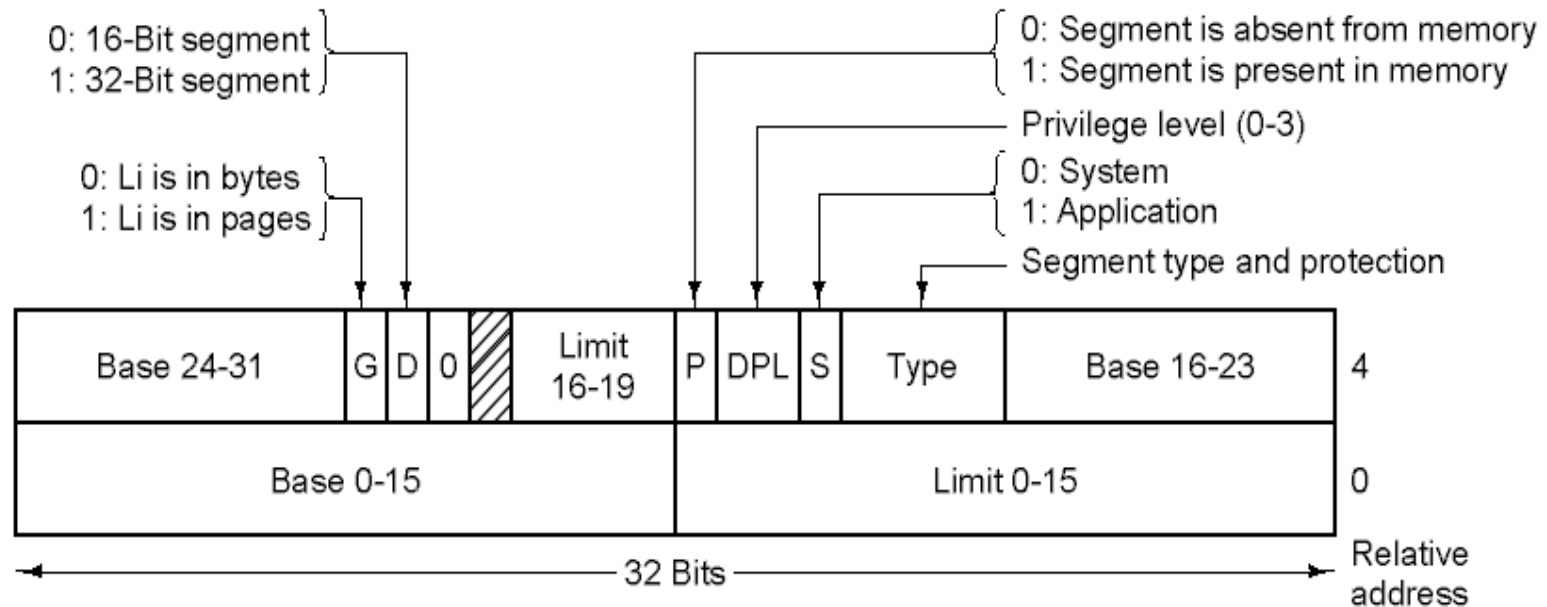 0: 16-Bit segment
1: 32-Bit segment
0: Li is in bytes
1: Li is in pages
0: Segment is absent from memory
1: Segment is present in memory
Privilege level (0-3)
0: System
1: Application
Segment type and protection
Base 24-31 G D 0 Limit 16-19 P DPL S Type Base 16-23 4
Base 0-15 Limit 0-15 0
32 Bits
Relative
address